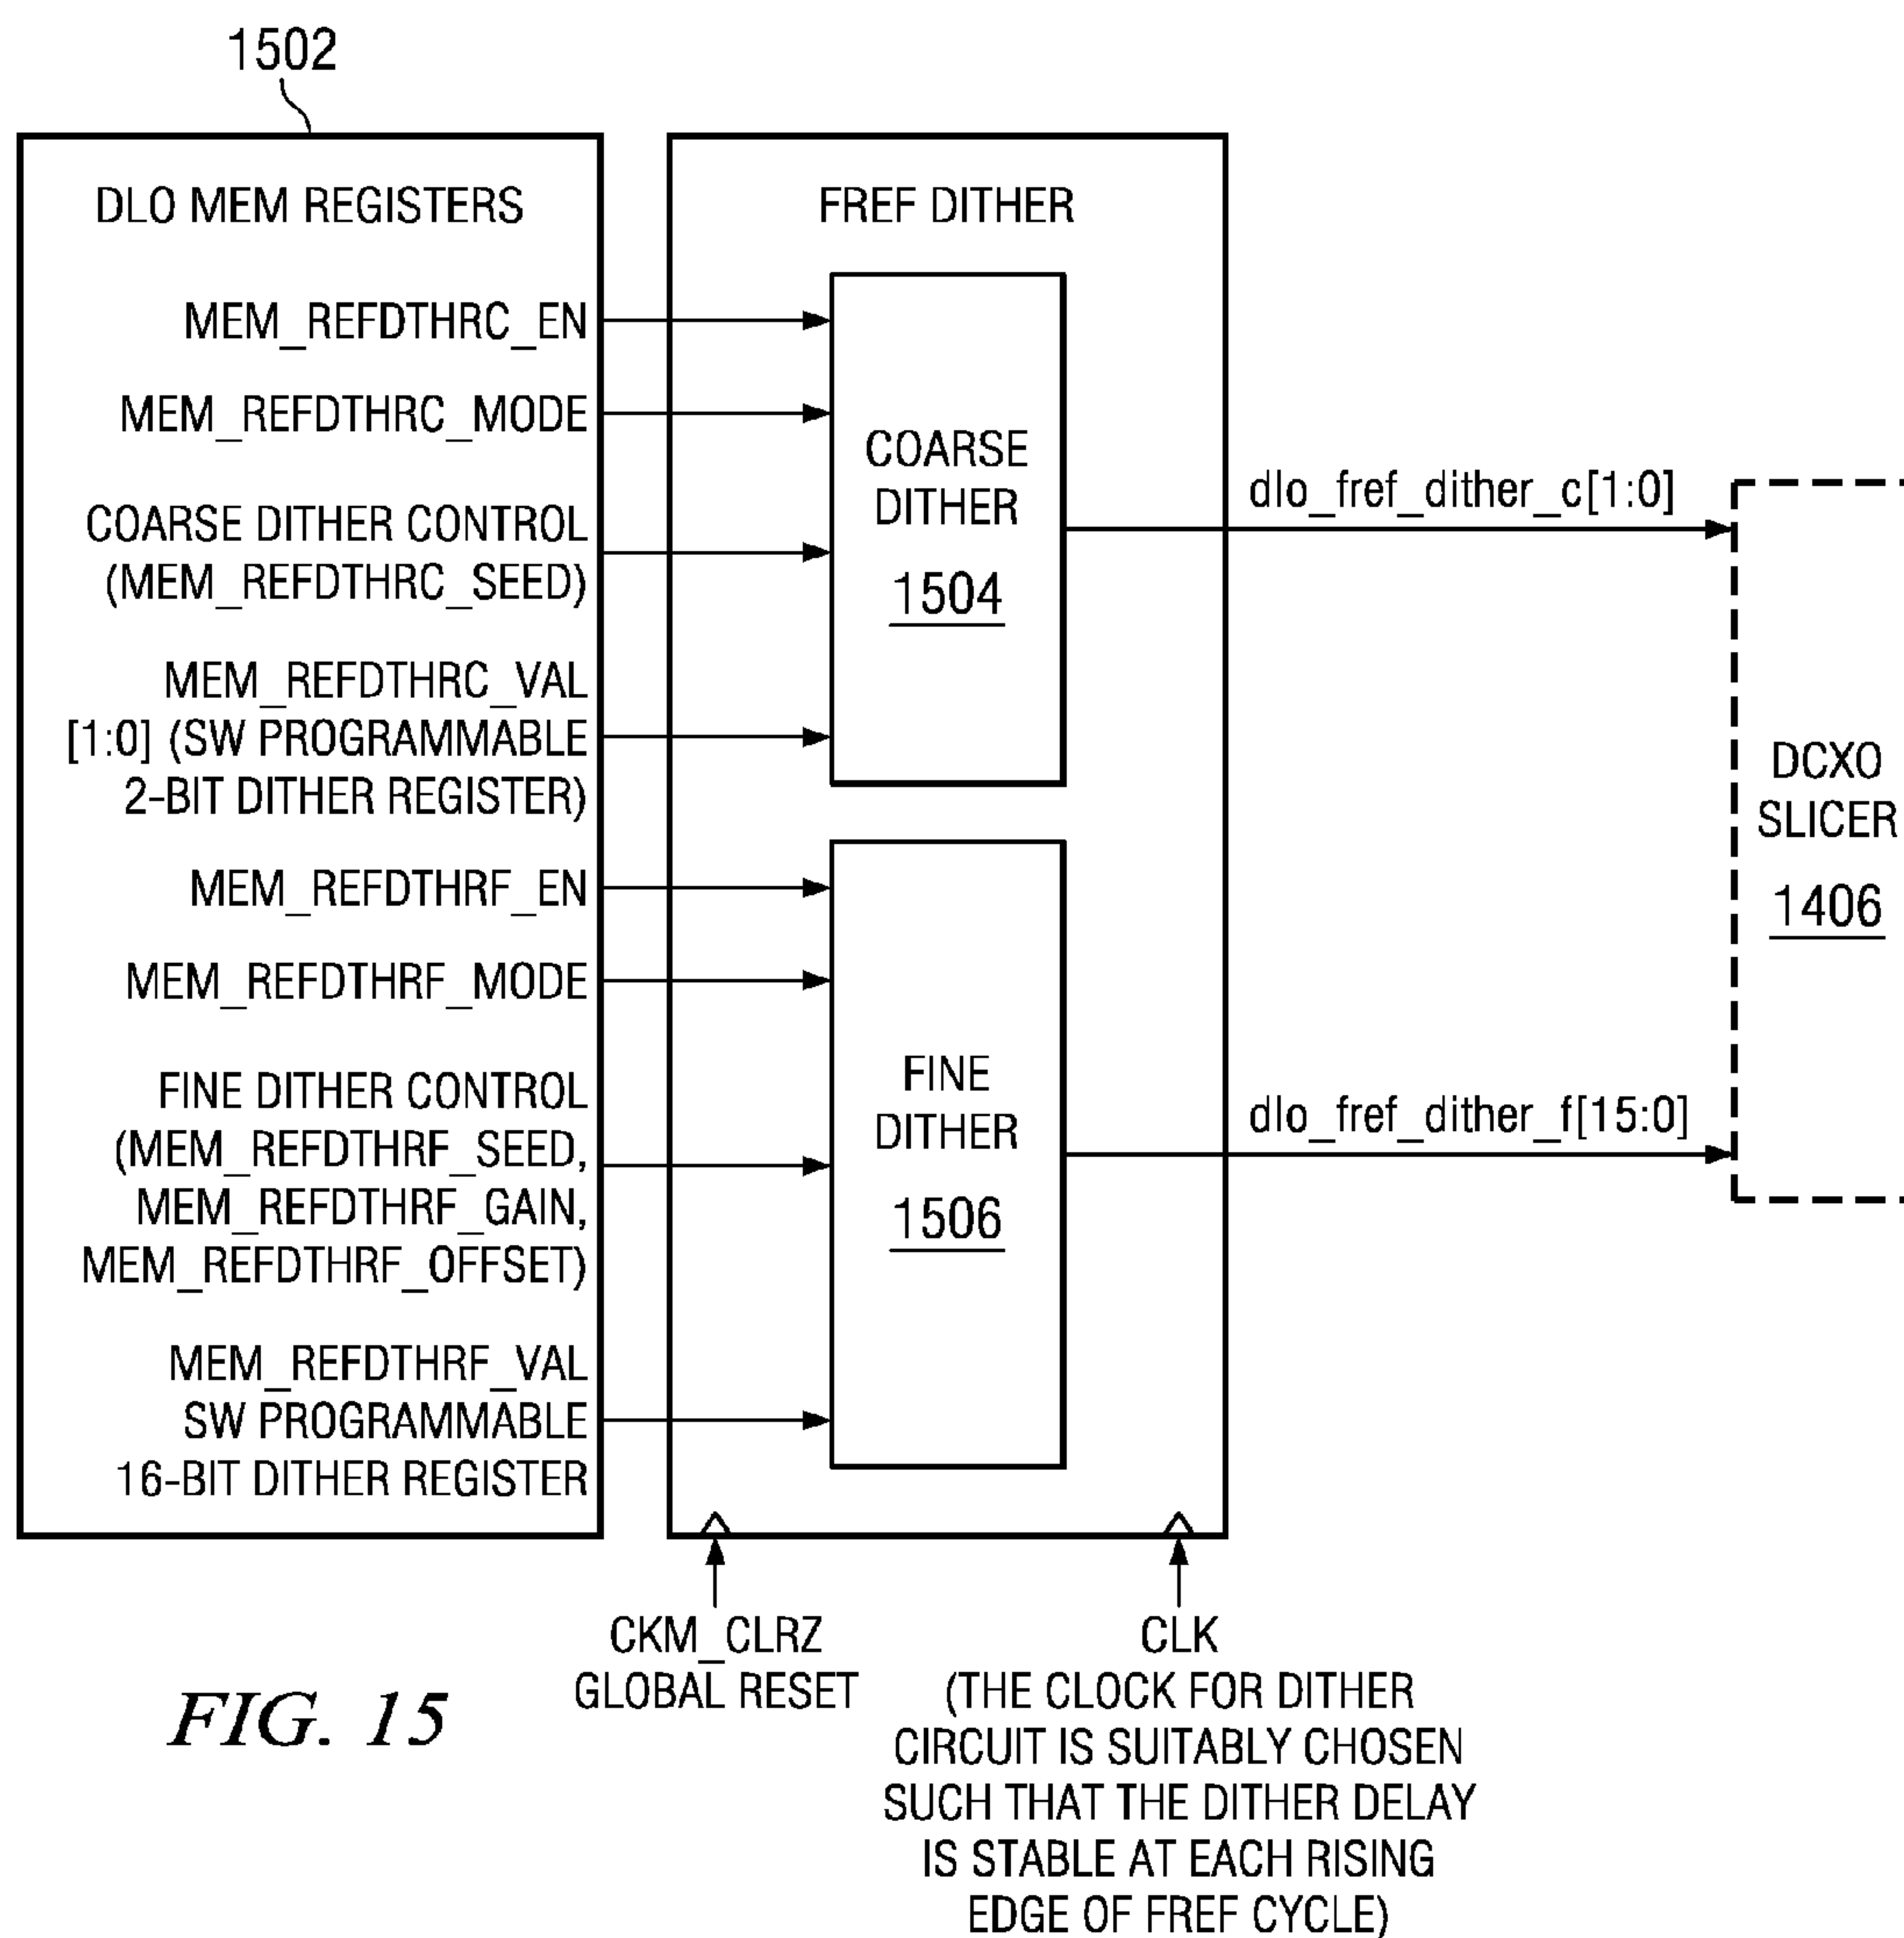 1502
DLO MEM REGISTERS
MEM_REFDTHRC_EN
MEM_REFDTHRC_MODE
COARSE DITHER CONTROL
(MEM_REFDTHRC_SEED)
MEM_REFDTHRC_VAL
[1:0] (SW PROGRAMMABLE
2-BIT DITHER REGISTER)
MEM_REFDTHRF_EN
MEM_REFDTHRF_MODE
FINE DITHER CONTROL
(MEM_REFDTHRF_SEED,
MEM_REFDTHRF_GAIN,
MEM_REFDTHRF_OFFSET)
MEM_REFDTHRF_VAL
SW PROGRAMMABLE
16-BIT DITHER REGISTER
FREF DITHER
COARSE
DITHER
1504
FINE
DITHER
1506
dlo_fref_dither_c[1:0]
dlo_fref_dither_f[15:0]
DCXO
SLICER
1406
CKM_CLRZ
GLOBAL RESET
CLK
(THE CLOCK FOR DITHER
CIRCUIT IS SUITABLY CHOSEN
SUCH THAT THE DITHER DELAY
IS STABLE AT EACH RISING
EDGE OF FREF CYCLE)
FIG. 15